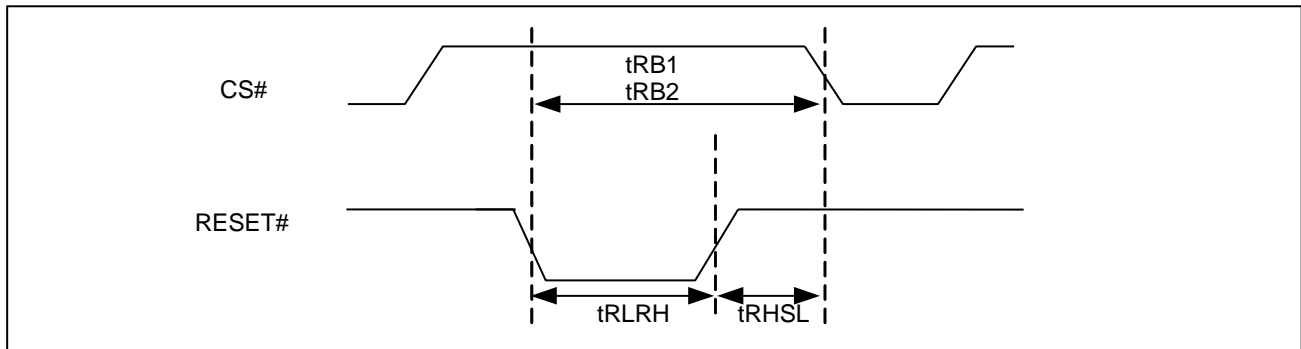 CS#
tRB1
tRB2
RESET#
tRLRH
tRHSL